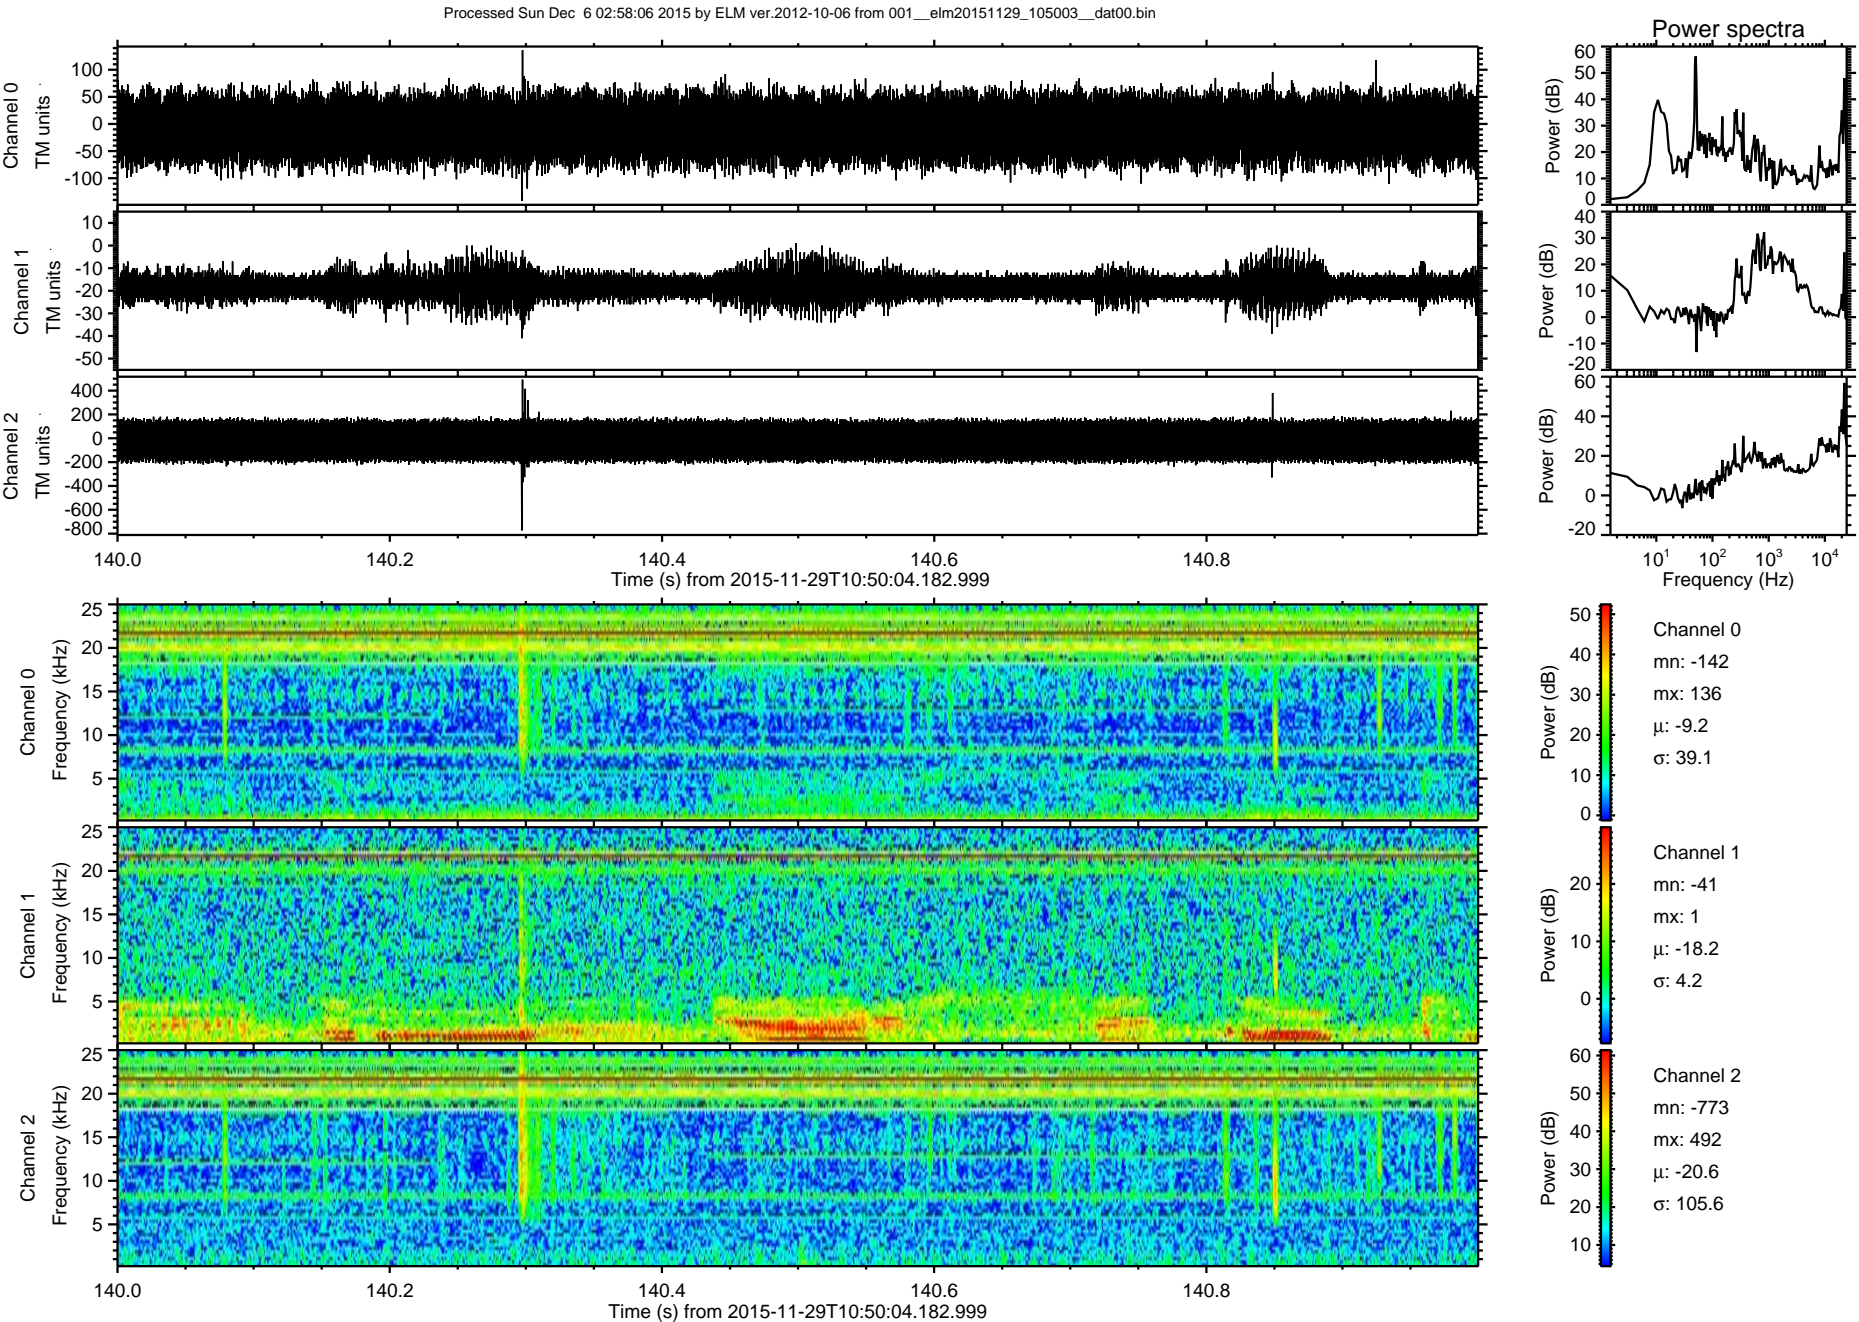 Processed Sun Dec  6 02:58:06 2015 by ELM ver.2012-10-06 from 001__elm20151129_105003__dat00.bin
Power spectra
Channel 0
TM units
100
50
0
-50
-100
Power (dB)
60
50
40
30
20
10
0
Channel 1
TM units
10
0
-10
-20
-30
-40
-50
Power (dB)
40
30
20
10
0
-10
-20
Channel 2
TM units
400
200
0
-200
-400
-600
-800
Power (dB)
60
40
20
0
-20
140.0 140.2 140.4 140.6 140.8
Time (s) from 2015-11-29T10:50:04.182.999
10¹ 10² 10³ 10⁴
Frequency (Hz)
Channel 0
Frequency (kHz)
25
20
15
10
5
Power (dB)
50
40
30
20
10
0
Channel 0
mn: -142
mx: 136
μ: -9.2
σ: 39.1
Channel 1
Frequency (kHz)
25
20
15
10
5
Power (dB)
20
10
0
Channel 1
mn: -41
mx: 1
μ: -18.2
σ: 4.2
Channel 2
Frequency (kHz)
25
20
15
10
5
Power (dB)
60
50
40
30
20
10
Channel 2
mn: -773
mx: 492
μ: -20.6
σ: 105.6
140.0 140.2 140.4 140.6 140.8
Time (s) from 2015-11-29T10:50:04.182.999